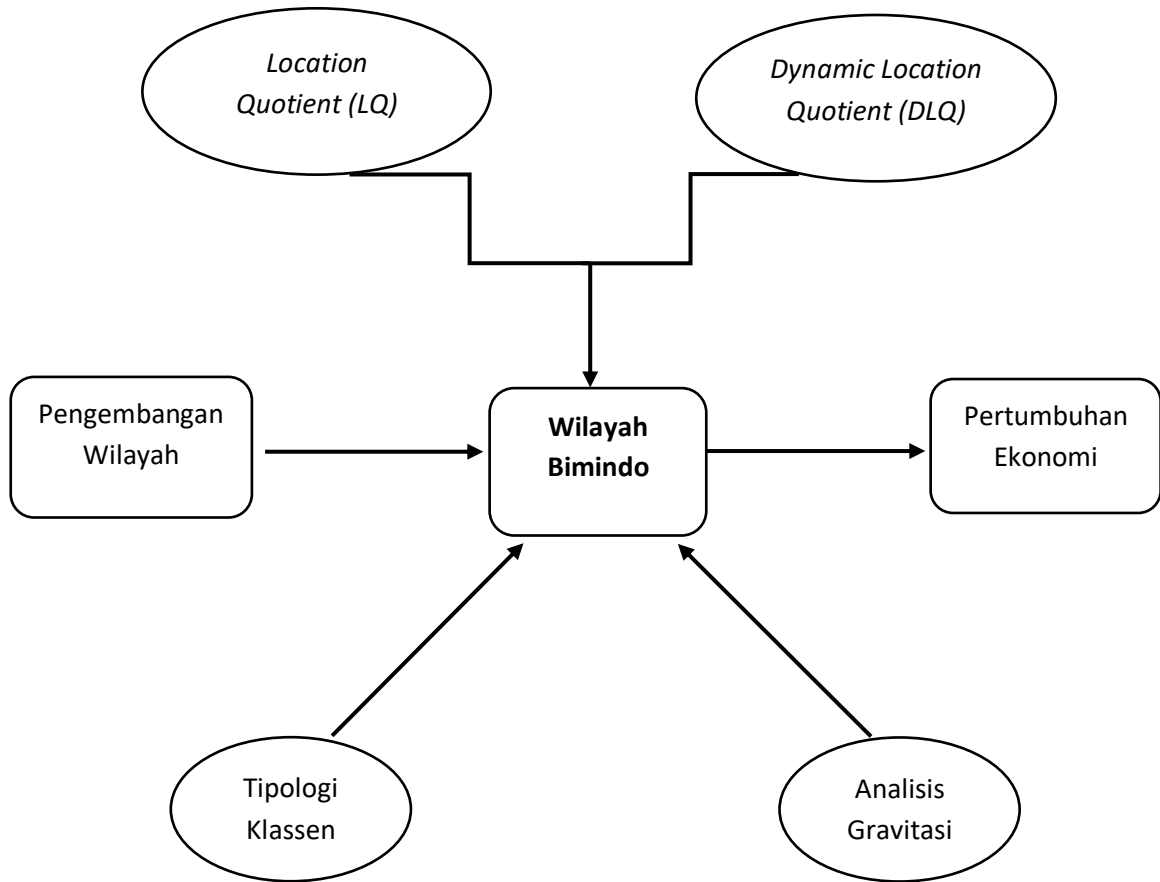 Location
Quotient (LQ)
Dynamic Location
Quotient (DLQ)
Pengembangan
Wilayah
Wilayah
Bimindo
Pertumbuhan
Ekonomi
Tipologi
Klassen
Analisis
Gravitasi